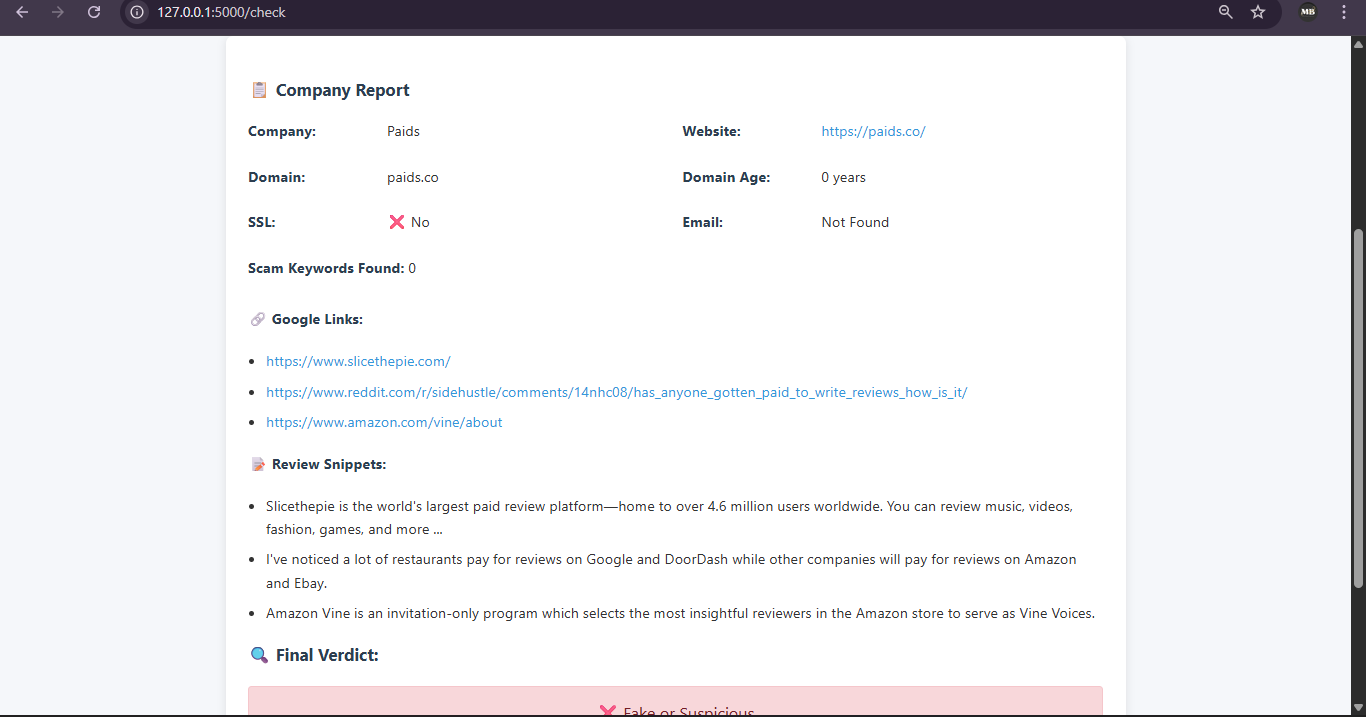 127.0.0.1:5000/check
MB
Company Report
Company: Paids Website: https://paids.co/
Domain: paids.co Domain Age: 0 years
SSL: ❌ No Email: Not Found
Scam Keywords Found: 0
Google Links:
https://www.slicethepie.com/
https://www.reddit.com/r/sidehustle/comments/14nhc08/has_anyone_gotten_paid_to_write_reviews_how_is_it/
https://www.amazon.com/vine/about
Review Snippets:
Slicethepie is the world's largest paid review platform—home to over 4.6 million users worldwide. You can review music, videos,
fashion, games, and more ...
I've noticed a lot of restaurants pay for reviews on Google and DoorDash while other companies will pay for reviews on Amazon
and Ebay.
Amazon Vine is an invitation-only program which selects the most insightful reviewers in the Amazon store to serve as Vine Voices.
Final Verdict:
❌ Fake or Suspicious